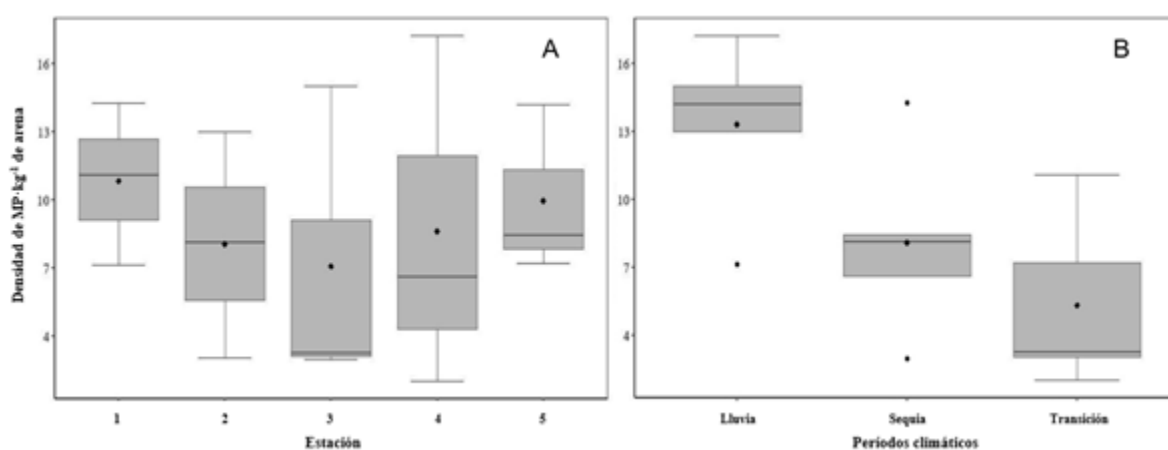 A
B
Densidad de MP·kg⁻¹ de arena
16
13
10
7
4
1 2 3 4 5
Estación
16
13
10
7
4
Lluvia Sequia Transición
Períodos climáticos